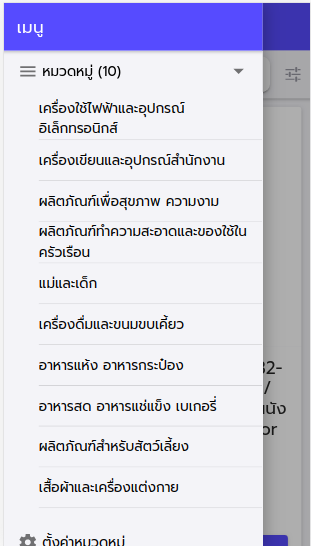 เมนู
หมวดหมู่ (10)
เครื่องใช้ไฟฟ้าและอุปกรณ์
อิเล็กทรอนิกส์
เครื่องเขียนและอุปกรณ์สำนักงาน
ผลิตภัณฑ์เพื่อสุขภาพ ความงาม
ผลิตภัณฑ์ทำความสะอาดและของใช้ใน
ครัวเรือน
แม่และเด็ก
เครื่องดื่มและขนมขบเคี้ยว
อาหารแห้ง อาหารกระป๋อง
32-
/
อาหารสด อาหารแช่แข็ง เบเกอรี่
นัง
or
ผลิตภัณฑ์สำหรับสัตว์เลี้ยง
เสื้อผ้าและเครื่องแต่งกาย
ตั้งค่าหมวดหมู่